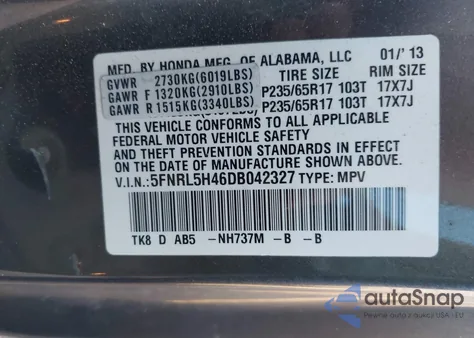 MFD. BY HONDA MFG. OF ALABAMA, LLC 01/'13
GVWR 2730KG(6019LBS) TIRE SIZE RIM SIZE
GAWR F 1320KG(2910LBS) P235/65R17 103T 17X7J
GAWR R 1515KG(3340LBS) P235/65R17 103T 17X7J
THIS VEHICLE CONFORMS TO ALL APPLICABLE
FEDERAL MOTOR VEHICLE SAFETY
AND THEFT PREVENTION STANDARDS IN EFFECT
ON THE DATE OF MANUFACTURE SHOWN ABOVE.
V.I.N.: 5FNRL5H46DB042327 TYPE: MPV
TK8 D AB5 -NH737M -B -B
autoSnap